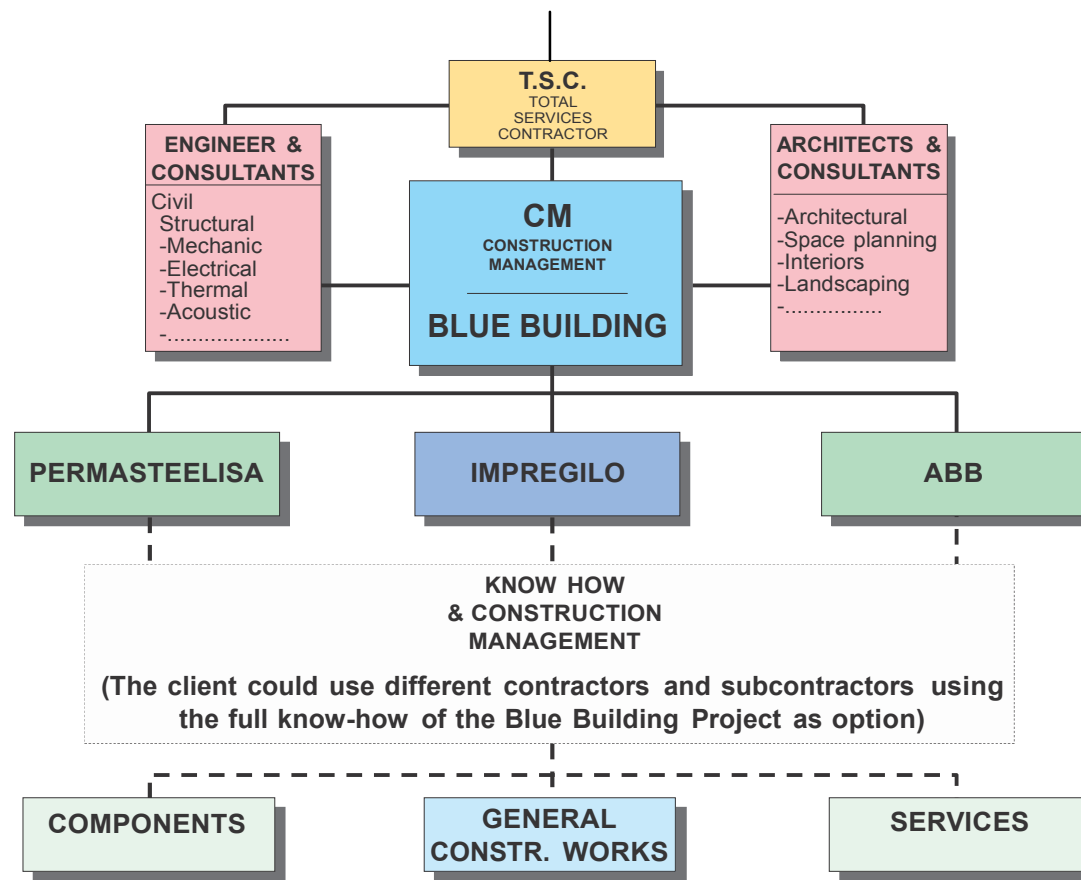 T.S.C.
TOTAL
SERVICES
CONTRACTOR
ENGINEER &
CONSULTANTS
Civil
Structural
-Mechanic
-Electrical
-Thermal
-Acoustic
-....................
CM
CONSTRUCTION
MANAGEMENT
BLUE BUILDING
ARCHITECTS &
CONSULTANTS
-Architectural
-Space planning
-Interiors
-Landscaping
-................
PERMASTEELISA
IMPREGILO
ABB
KNOW HOW
& CONSTRUCTION
MANAGEMENT
(The client could use different contractors and subcontractors using
the full know-how of the Blue Building Project as option)
COMPONENTS
GENERAL
CONSTR. WORKS
SERVICES